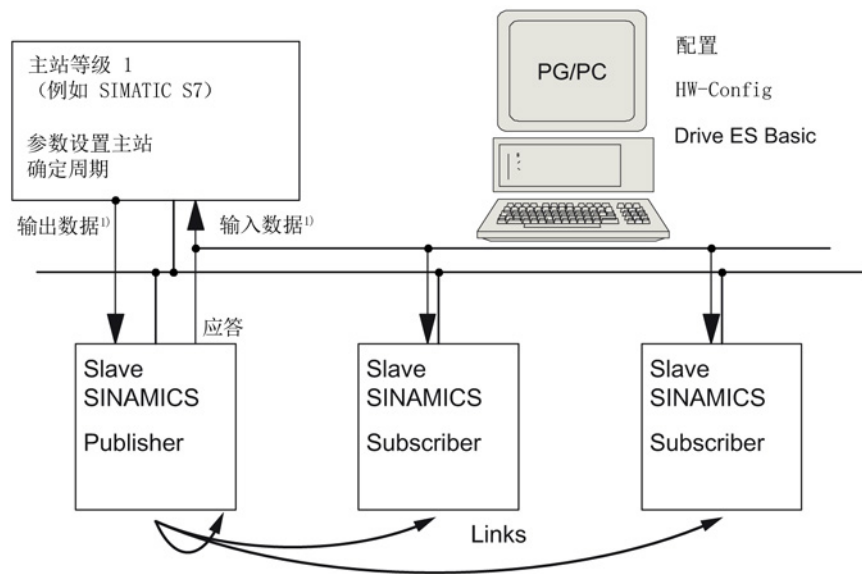 主站等级 1
（例如 SIMATIC S7）
参数设置主站
确定周期
PG/PC
配置
HW-Config
Drive ES Basic
输出数据¹⁾
输入数据¹⁾
应答
Slave
SINAMICS
Publisher
Slave
SINAMICS
Subscriber
Slave
SINAMICS
Subscriber
Links